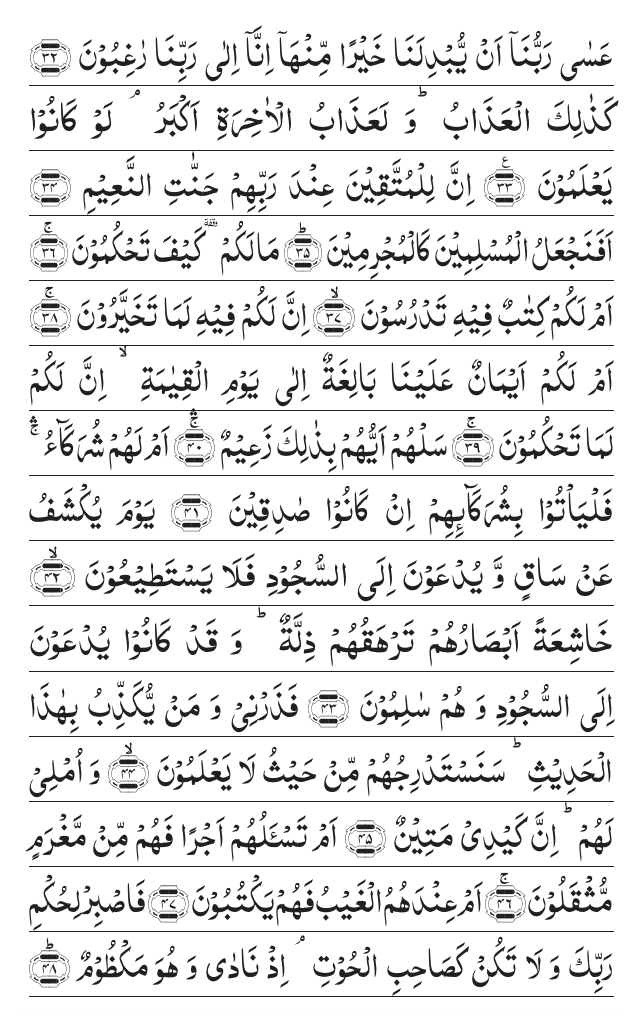 عَسٰى رَبُّنَاۤ اَنْ يُّبْدِلَنَا خَيْرًا مِّنْهَاۤ اِنَّاۤ اِلٰى رَبِّنَا رٰغِبُوْنَ ﴿٣٢﴾
كَذٰلِكَ الْعَذَابُ ؕ وَ لَعَذَابُ الْاٰخِرَةِ اَكْبَرُ ۘ لَوْ كَانُوْا
يَعْلَمُوْنَ ﴿٣٣﴾ؒ اِنَّ لِلْمُتَّقِيْنَ عِنْدَ رَبِّهِمْ جَنّٰتِ النَّعِيْمِ ﴿٣٤﴾
اَفَنَجْعَلُ الْمُسْلِمِيْنَ كَالْمُجْرِمِيْنَ ﴿٣٥﴾ؕ مَا لَكُمْ ۥ كَيْفَ تَحْكُمُوْنَ ﴿٣٦﴾ۚ
اَمْ لَكُمْ كِتٰبٌ فِيْهِ تَدْرُسُوْنَ ﴿٣٧﴾ۙ اِنَّ لَكُمْ فِيْهِ لَمَا تَخَيَّرُوْنَ ﴿٣٨﴾ۚ
اَمْ لَكُمْ اَيْمَانٌ عَلَيْنَا بَالِغَةٌ اِلٰى يَوْمِ الْقِيٰمَةِ ۙ اِنَّ لَكُمْ
لَمَا تَحْكُمُوْنَ ﴿٣٩﴾ۚ سَلْهُمْ اَيُّهُمْ بِذٰلِكَ زَعِيْمٌ ﴿٤٠﴾ۛۚ اَمْ لَهُمْ شُرَكَآءُ ۛۚ
فَلْيَاْتُوْا بِشُرَكَآئِهِمْ اِنْ كَانُوْا صٰدِقِيْنَ ﴿٤١﴾ يَوْمَ يُكْشَفُ
عَنْ سَاقٍ وَّ يُدْعَوْنَ اِلَى السُّجُوْدِ فَلَا يَسْتَطِيْعُوْنَ ﴿٤٢﴾ۙ
خَاشِعَةً اَبْصَارُهُمْ تَرْهَقُهُمْ ذِلَّةٌ ؕ وَ قَدْ كَانُوْا يُدْعَوْنَ
اِلَى السُّجُوْدِ وَ هُمْ سٰلِمُوْنَ ﴿٤٣﴾ فَذَرْنِيْ وَ مَنْ يُّكَذِّبُ بِهٰذَا
الْحَدِيْثِ ؕ سَنَسْتَدْرِجُهُمْ مِّنْ حَيْثُ لَا يَعْلَمُوْنَ ﴿٤٤﴾ۙ وَ اُمْلِيْ
لَهُمْ ؕ اِنَّ كَيْدِيْ مَتِيْنٌ ﴿٤٥﴾ اَمْ تَسْـَٔلُهُمْ اَجْرًا فَهُمْ مِّنْ مَّغْرَمٍ
مُّثْقَلُوْنَ ﴿٤٦﴾ۚ اَمْ عِنْدَهُمُ الْغَيْبُ فَهُمْ يَكْتُبُوْنَ ﴿٤٧﴾ فَاصْبِرْ لِحُكْمِ
رَبِّكَ وَ لَا تَكُنْ كَصَاحِبِ الْحُوْتِ ۘ اِذْ نَادٰى وَ هُوَ مَكْظُوْمٌ ﴿٤٨﴾ؕ